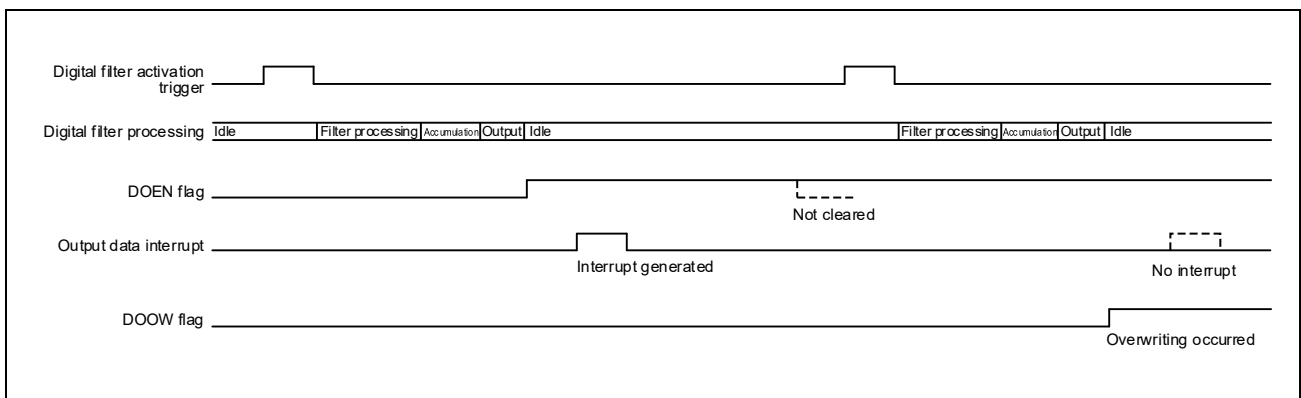 Digital filter activation
trigger
Digital filter processing Idle Filter processing Accumulation Output Idle Filter processing Accumulation Output Idle
DOEN flag
Not cleared
Output data interrupt
Interrupt generated
No interrupt
DOOW flag
Overwriting occurred